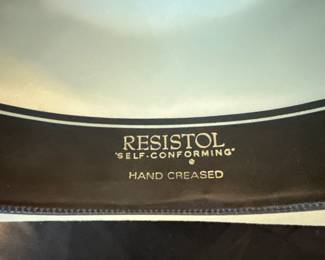 RESISTOL
"SELF-CONFORMING"
®
HAND CREASED